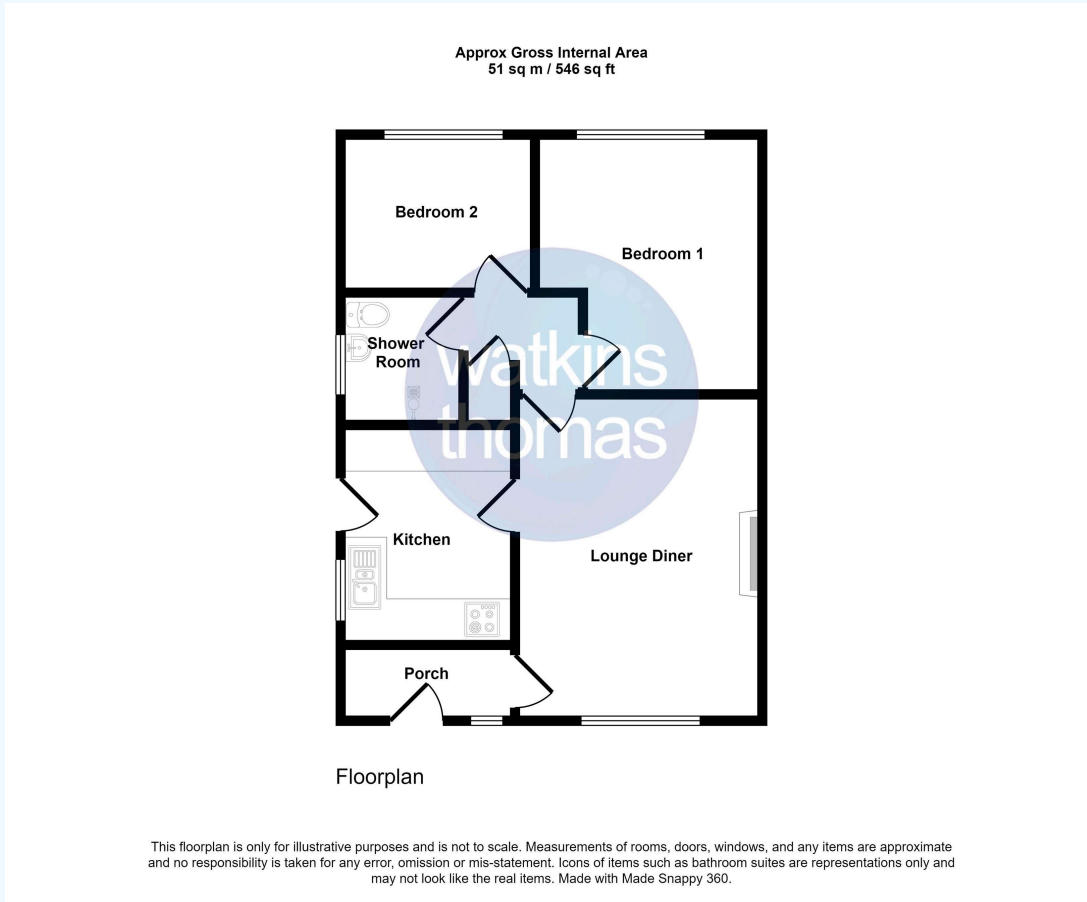 Approx Gross Internal Area
51 sq m / 546 sq ft
Bedroom 2
Bedroom 1
Shower
Room
watkins
thomas
Kitchen
Lounge Diner
Porch
Floorplan
This floorplan is only for illustrative purposes and is not to scale. Measurements of rooms, doors, windows, and any items are approximate
and no responsibility is taken for any error, omission or mis-statement. Icons of items such as bathroom suites are representations only and
may not look like the real items. Made with Made Snappy 360.